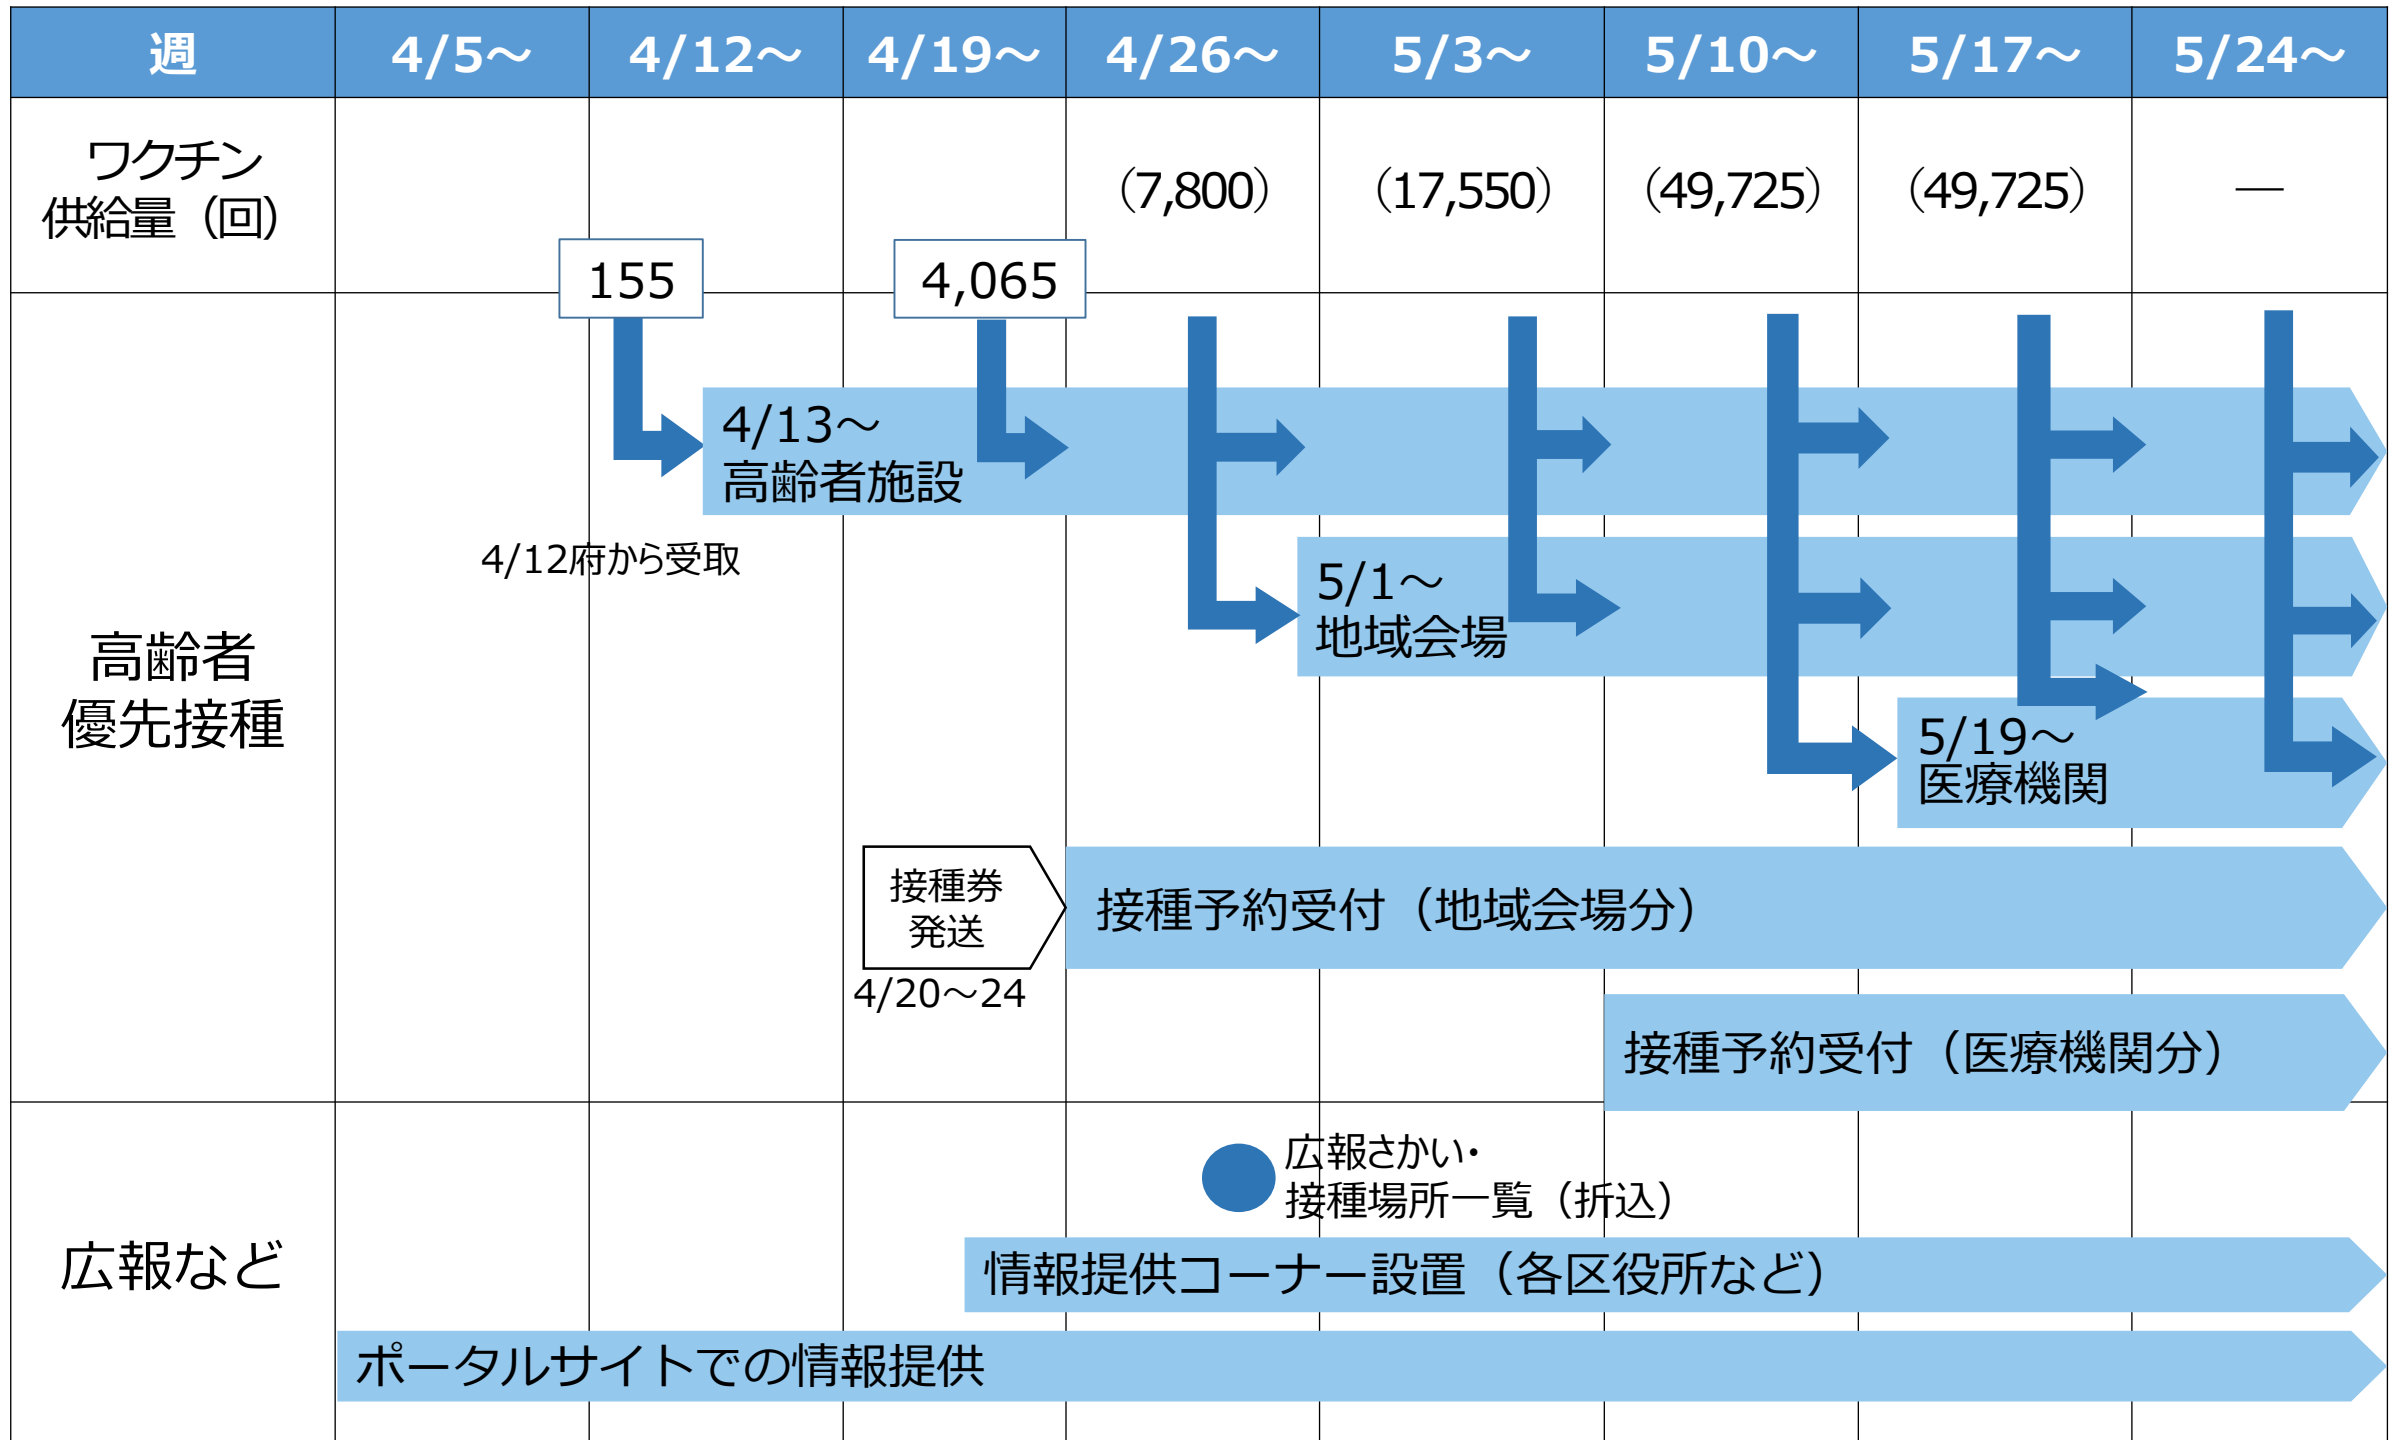 週 4/5～ 4/12～ 4/19～ 4/26～ 5/3～ 5/10～ 5/17～ 5/24～
ワクチン
供給量（回）
（7,800） （17,550） （49,725） （49,725） ―
155 4,065
高齢者
優先接種
4/13～
高齢者施設
4/12府から受取
5/1～
地域会場
5/19～
医療機関
接種券
発送
4/20～24
接種予約受付（地域会場分）
接種予約受付（医療機関分）
広報など
広報さかい・
接種場所一覧（折込）
情報提供コーナー設置（各区役所など）
ポータルサイトでの情報提供